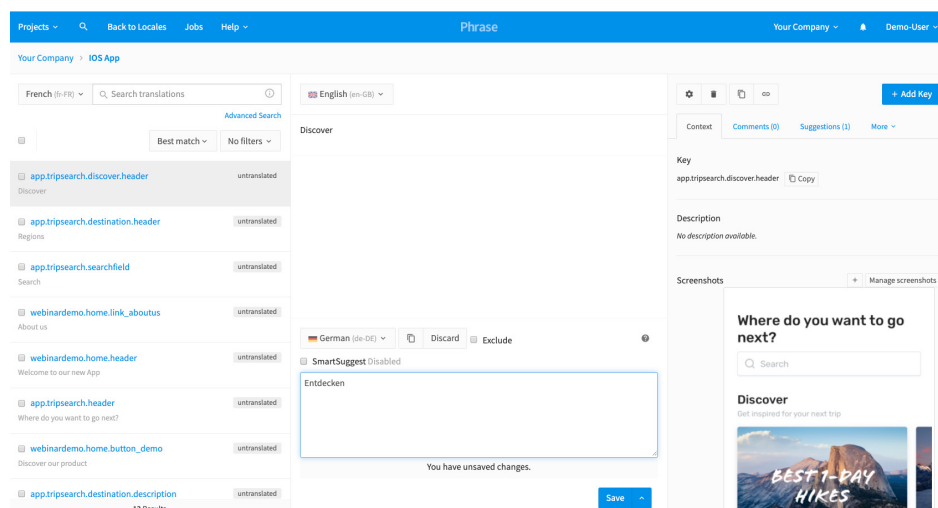 Projects
Back to Locales
Jobs
Help
Phrase
Your Company
Demo-User
Your Company > IOS App
French (fr-FR)
Search translations
Advanced Search
Best match
No filters
app.tripsearch.discover.header
untranslated
Discover
app.tripsearch.destination.header
untranslated
Regions
app.tripsearch.searchfield
untranslated
Search
webinardemo.home.link_aboutus
untranslated
About us
webinardemo.home.header
untranslated
Welcome to our new App
app.tripsearch.header
untranslated
Where do you want to go next?
webinardemo.home.button_demo
untranslated
Discover our product
app.tripsearch.destination.description
untranslated
English (en-GB)
Discover
German (de-DE)
Discard
Exclude
SmartSuggest Disabled
Entdecken
You have unsaved changes.
Save
+ Add Key
Context
Comments (0)
Suggestions (1)
More
Key
app.tripsearch.discover.header
Copy
Description
No description available.
Screenshots
+ Manage screenshots
Where do you want to go
next?
Search
Discover
Get inspired for your next trip
BEST 1-DAY
HIKES